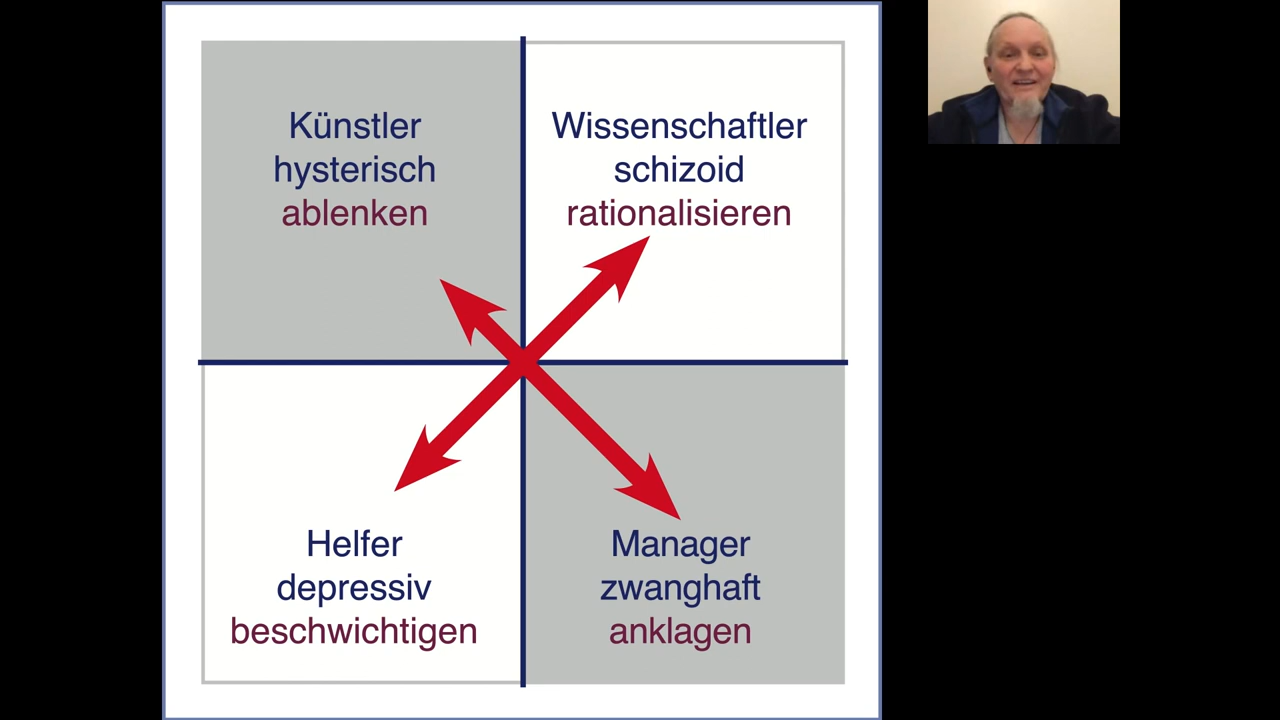 Künstler
hysterisch
ablenken
Wissenschaftler
schizoid
rationalisieren
Helfer
depressiv
beschwichtigen
Manager
zwanghaft
anklagen